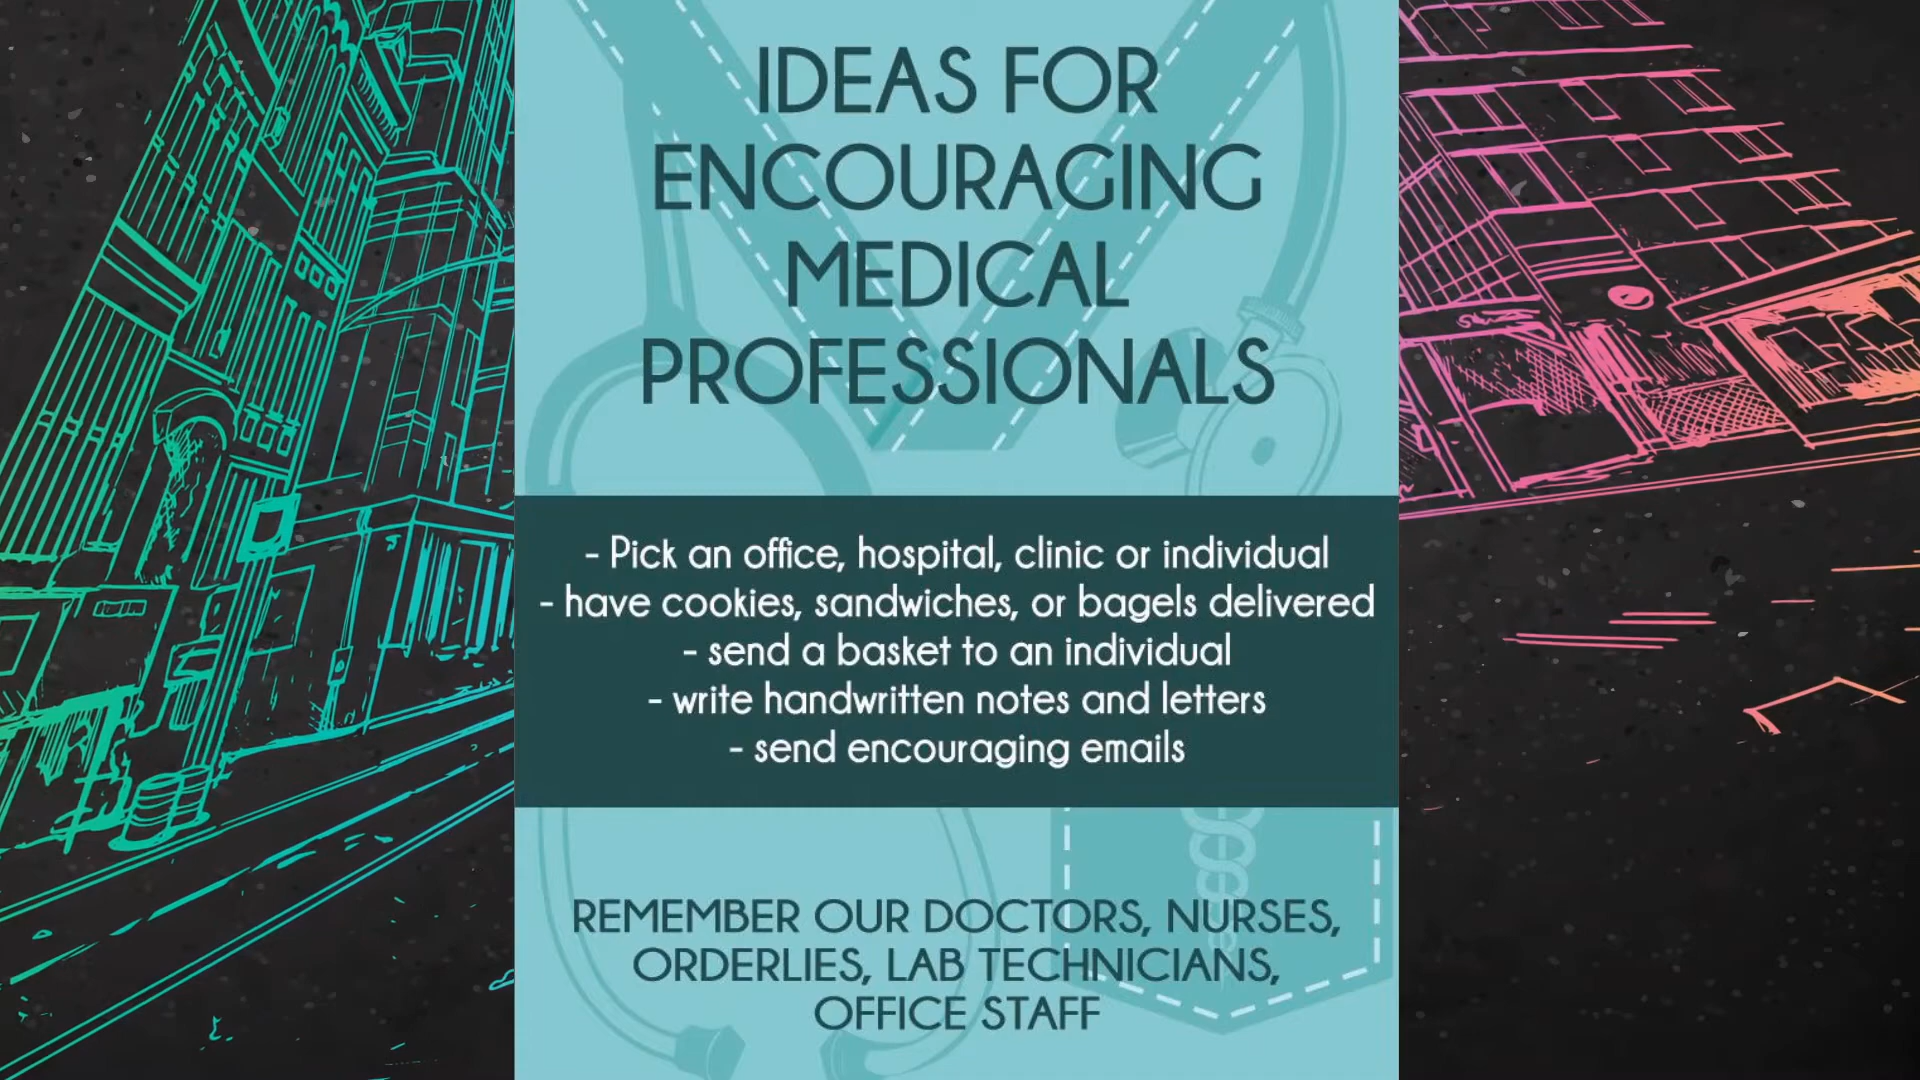 IDEAS FOR
ENCOURAGING
MEDICAL
PROFESSIONALS
- Pick an office, hospital, clinic or individual
- have cookies, sandwiches, or bagels delivered
- send a basket to an individual
- write handwritten notes and letters
- send encouraging emails
REMEMBER OUR DOCTORS, NURSES,
ORDERLIES, LAB TECHNICIANS,
OFFICE STAFF